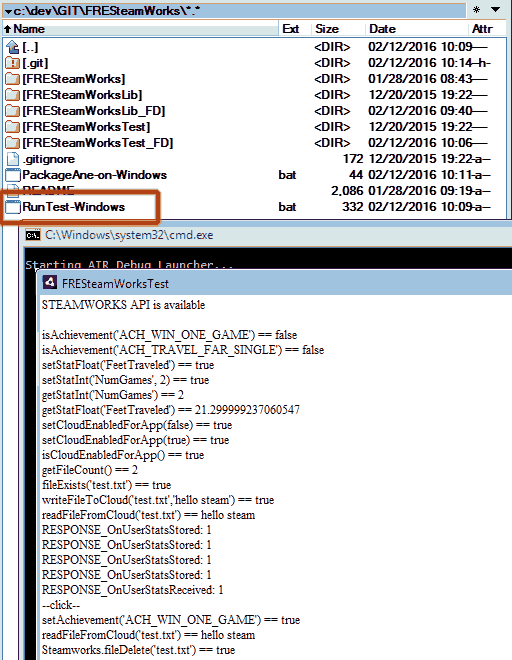 c:\dev\GIT\FRESteamWorks\*.*
Name Ext Size Date Attr
[..] <DIR> 02/12/2016 10:09 ----
[.git] <DIR> 02/12/2016 10:14 -h-
[FRESteamWorks] <DIR> 01/28/2016 08:43 ----
[FRESteamWorksLib] <DIR> 12/20/2015 19:22 ----
[FRESteamWorksLib_FD] <DIR> 02/12/2016 09:40 ----
[FRESteamWorksTest] <DIR> 12/20/2015 19:22 ----
[FRESteamWorksTest_FD] <DIR> 02/12/2016 10:06 ----
.gitignore 172 12/20/2015 19:22 -a--
PackageAne-on-Windows bat 44 02/12/2016 10:11 -a--
README 2,086 01/28/2016 09:19 -a--
RunTest-Windows bat 332 02/12/2016 10:09 -a--
C:\Windows\system32\cmd.exe
Starting AIR Debug Launcher...
FRESteamWorksTest
STEAMWORKS API is available
isAchievement('ACH_WIN_ONE_GAME') == false
isAchievement('ACH_TRAVEL_FAR_SINGLE') == false
setStatFloat('FeetTraveled') == true
setStatInt('NumGames', 2) == true
getStatInt('NumGames') == 2
getStatFloat('FeetTraveled') == 21.299999237060547
setCloudEnabledForApp(false) == true
setCloudEnabledForApp(true) == true
isCloudEnabledForApp() == true
getFileCount() == 2
fileExists('test.txt') == true
writeFileToCloud('test.txt','hello steam') == true
readFileFromCloud('test.txt') == hello steam
RESPONSE_OnUserStatsStored: 1
RESPONSE_OnUserStatsStored: 1
RESPONSE_OnUserStatsStored: 1
RESPONSE_OnUserStatsStored: 1
RESPONSE_OnUserStatsReceived: 1
--click--
setAchievement('ACH_WIN_ONE_GAME') == true
readFileFromCloud('test.txt') == hello steam
Steamworks.fileDelete('test.txt') == true